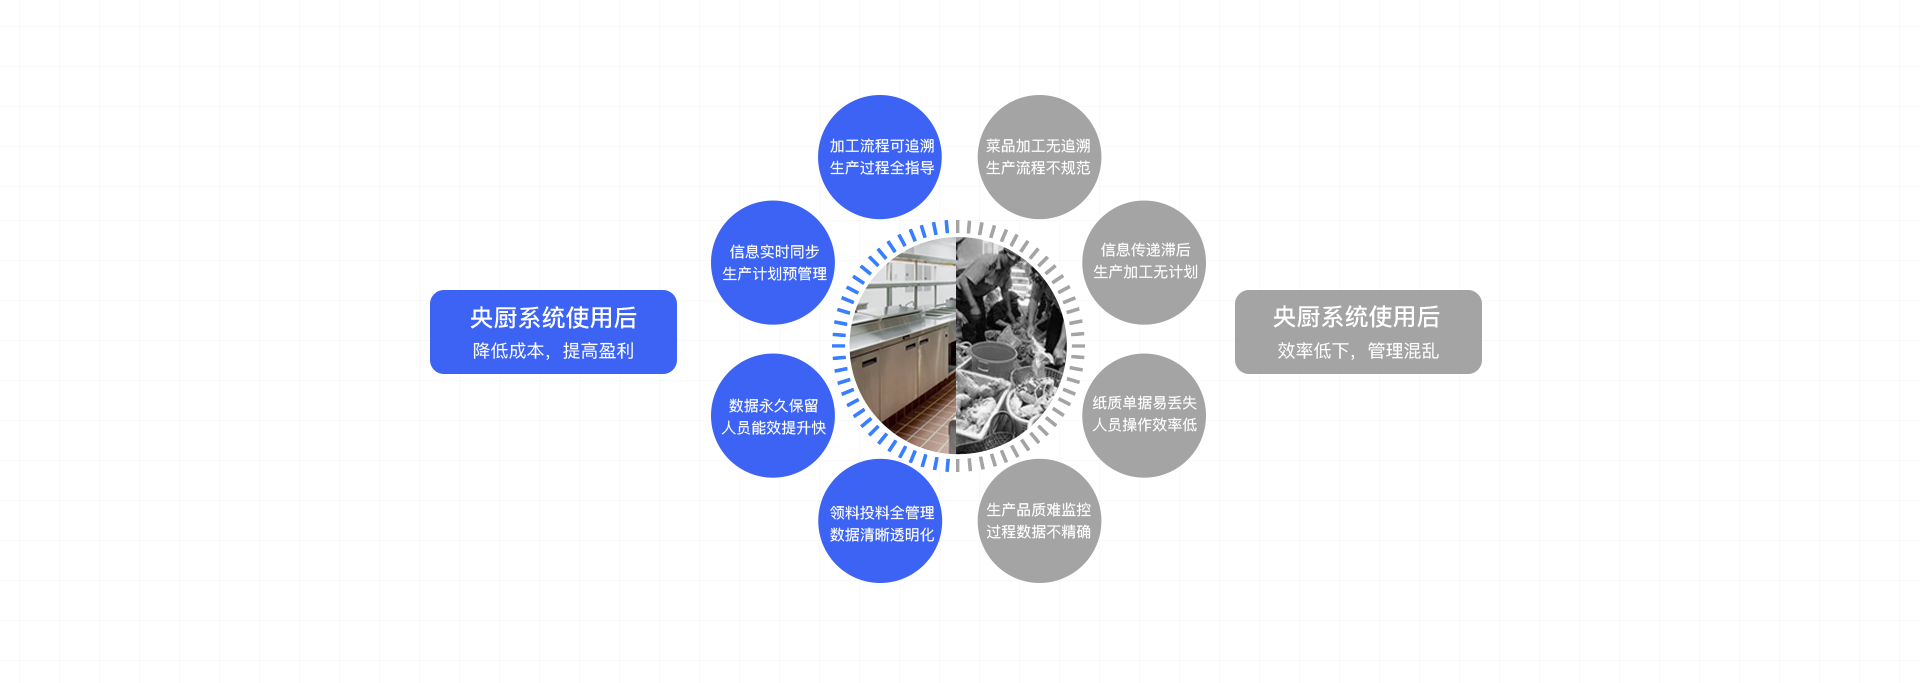 加工流程可追溯
生产过程全指导
菜品加工无追溯
生产流程不规范
信息实时同步
生产计划预管理
信息传递滞后
生产加工无计划
央厨系统使用后
降低成本，提高盈利
央厨系统使用后
效率低下，管理混乱
数据永久保留
人员能效提升快
纸质单据易丢失
人员操作效率低
领料投料全管理
数据清晰透明化
生产品质难监控
过程数据不精确